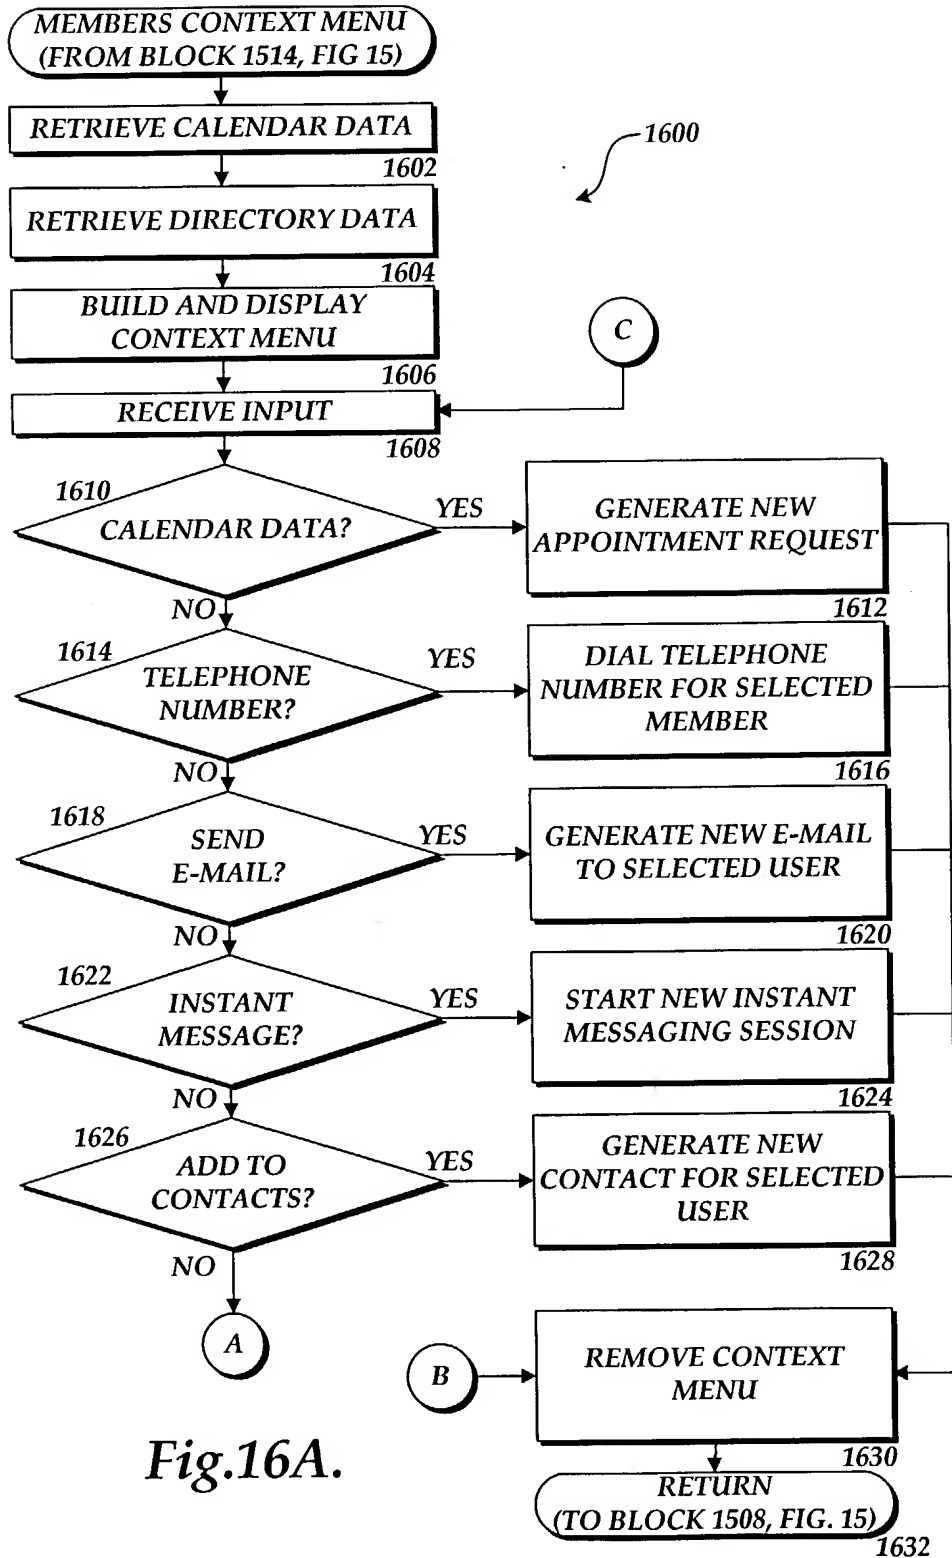 MEMBERS CONTEXT MENU
(FROM BLOCK 1514, FIG 15)
RETRIEVE CALENDAR DATA
1602
1600
RETRIEVE DIRECTORY DATA
1604
BUILD AND DISPLAY
CONTEXT MENU
1606
C
RECEIVE INPUT
1608
1610
CALENDAR DATA?
YES
GENERATE NEW
APPOINTMENT REQUEST
1612
NO
1614
TELEPHONE
NUMBER?
YES
DIAL TELEPHONE
NUMBER FOR SELECTED
MEMBER
1616
NO
1618
SEND
E-MAIL?
YES
GENERATE NEW E-MAIL
TO SELECTED USER
1620
NO
1622
INSTANT
MESSAGE?
YES
START NEW INSTANT
MESSAGING SESSION
1624
NO
1626
ADD TO
CONTACTS?
YES
GENERATE NEW
CONTACT FOR SELECTED
USER
1628
NO
A
B
REMOVE CONTEXT
MENU
1630
RETURN
(TO BLOCK 1508, FIG. 15)
1632
Fig.16A.